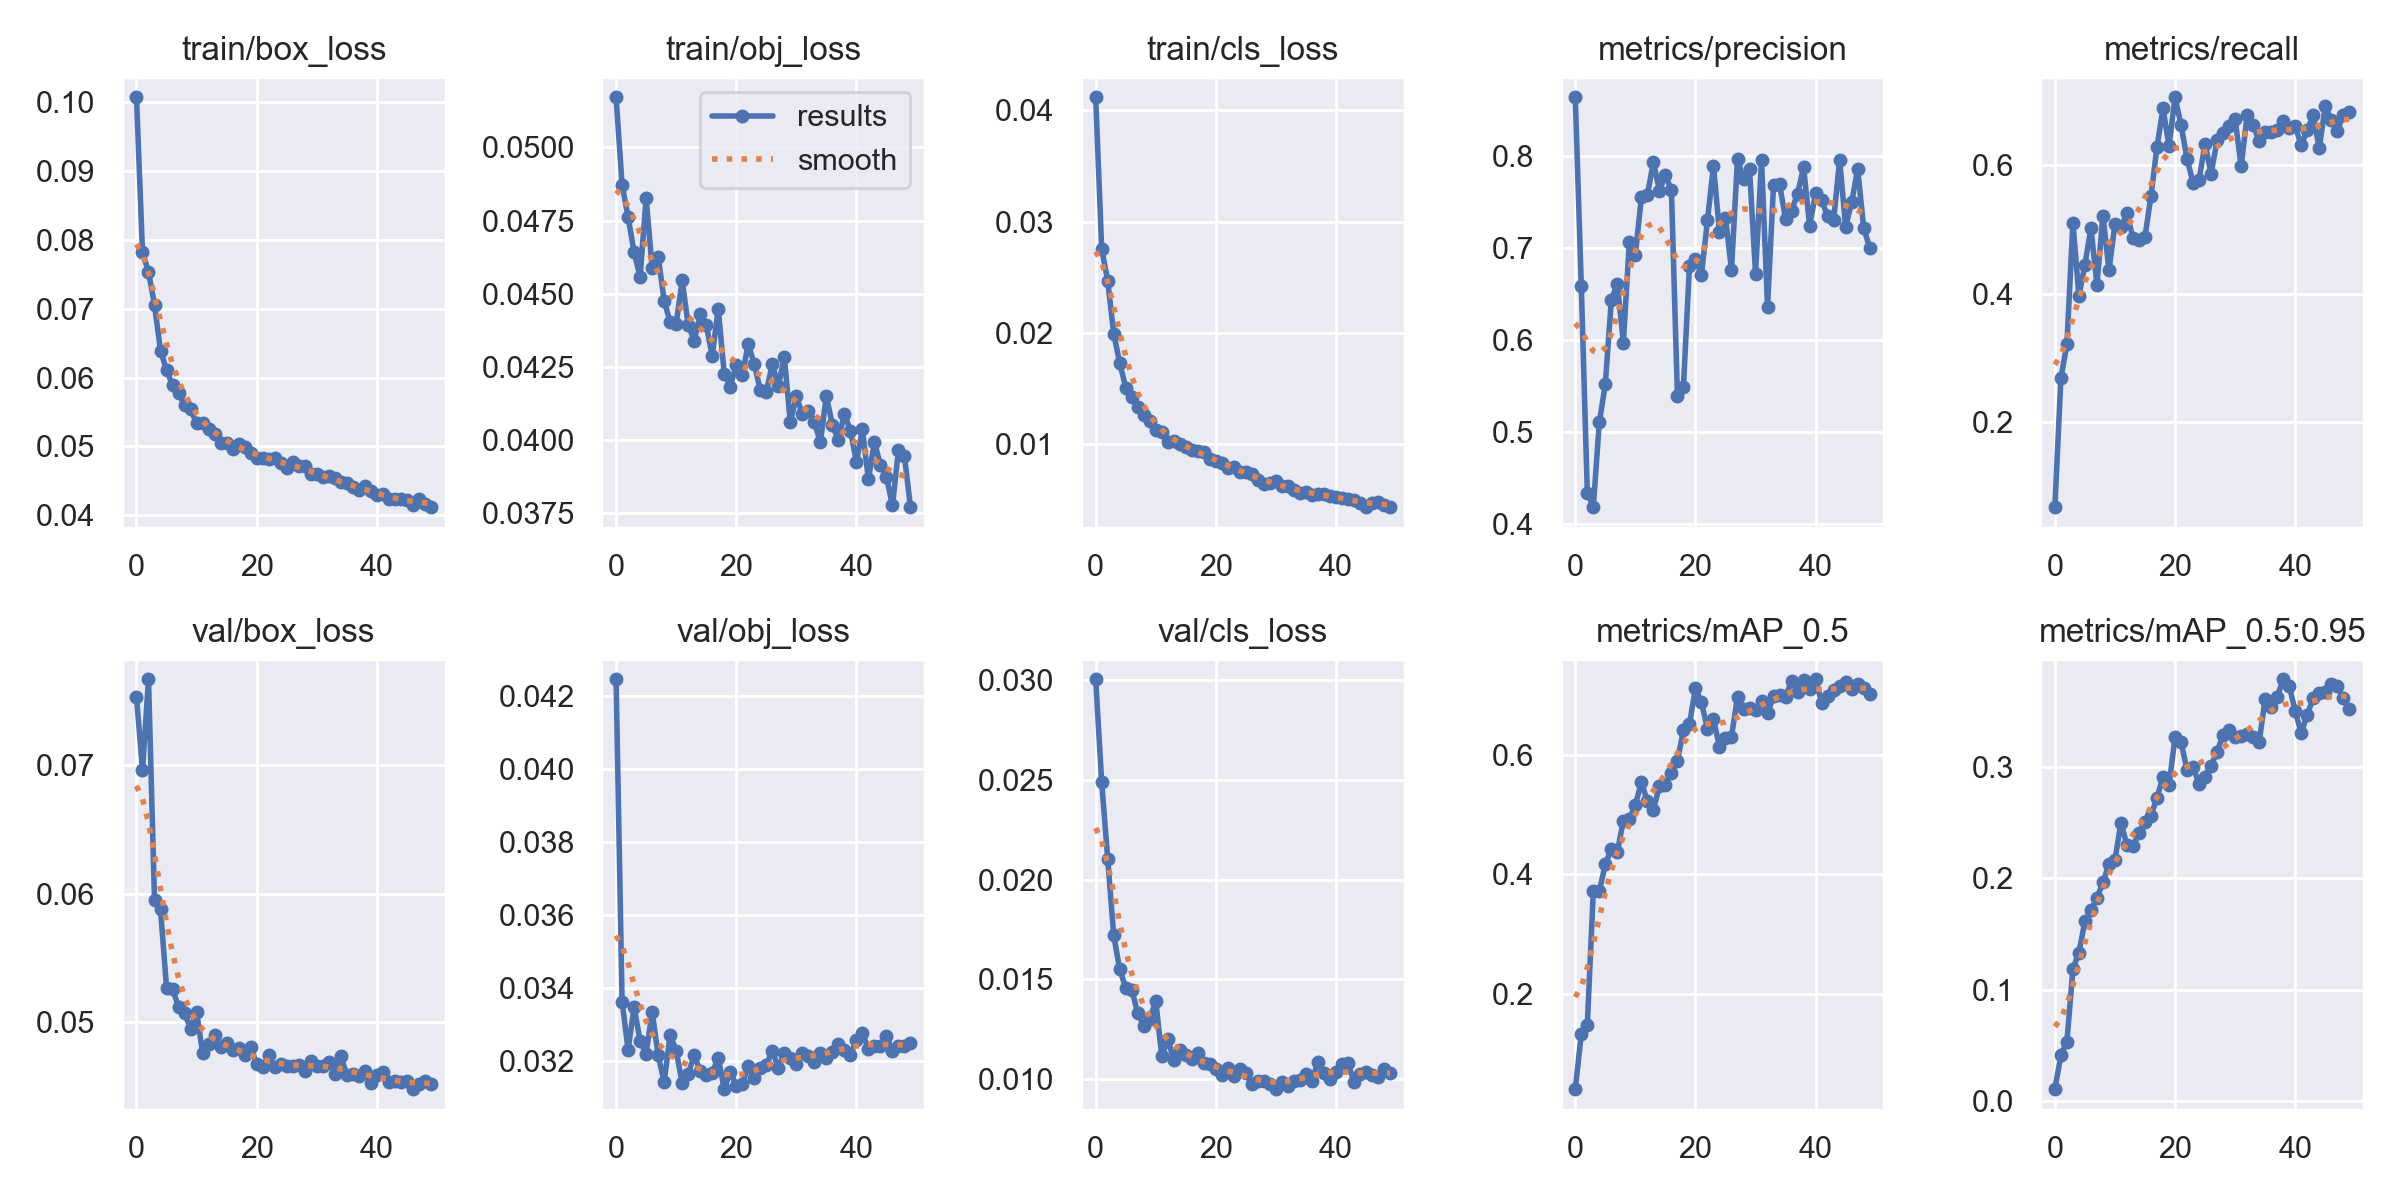 train/box_loss
0.10
0.09
0.08
0.07
0.06
0.05
0.04
0 20 40
train/obj_loss
results
smooth
0.0500
0.0475
0.0450
0.0425
0.0400
0.0375
0 20 40
train/cls_loss
0.04
0.03
0.02
0.01
0 20 40
metrics/precision
0.8
0.7
0.6
0.5
0.4
0 20 40
metrics/recall
0.6
0.4
0.2
0 20 40
val/box_loss
0.07
0.06
0.05
0 20 40
val/obj_loss
0.042
0.040
0.038
0.036
0.034
0.032
0 20 40
val/cls_loss
0.030
0.025
0.020
0.015
0.010
0 20 40
metrics/mAP_0.5
0.6
0.4
0.2
0 20 40
metrics/mAP_0.5:0.95
0.3
0.2
0.1
0.0
0 20 40